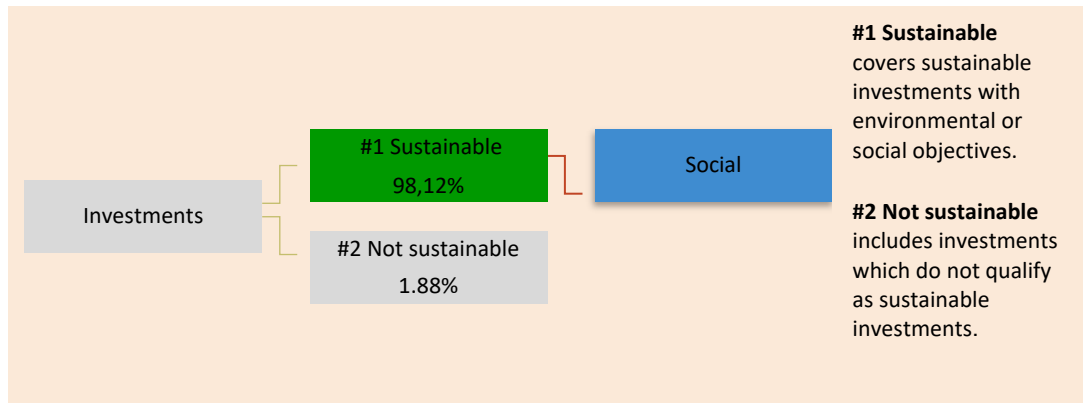 Investments
#1 Sustainable
98,12%
#2 Not sustainable
1.88%
Social
#1 Sustainable
covers sustainable
investments with
environmental or
social objectives.
#2 Not sustainable
includes investments
which do not qualify
as sustainable
investments.